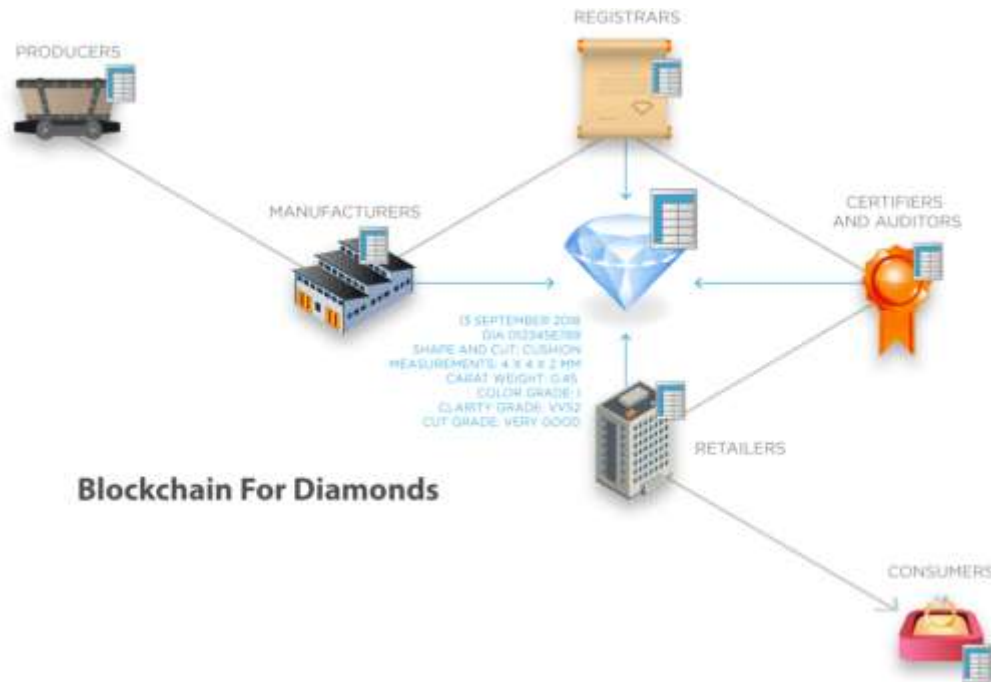 REGISTRARS
PRODUCERS
CERTIFIERS
AND AUDITORS
MANUFACTURERS
13 SEPTEMBER 2018
DIA
SHAPE AND CUT: CUSHION
MEASUREMENTS: 4 X 4 X 2 MM
CARAT WEIGHT: 0.45
COLOR GRADE: I
CLARITY GRADE: VVS2
CUT GRADE: VERY GOOD
RETAILERS
Blockchain For Diamonds
CONSUMERS